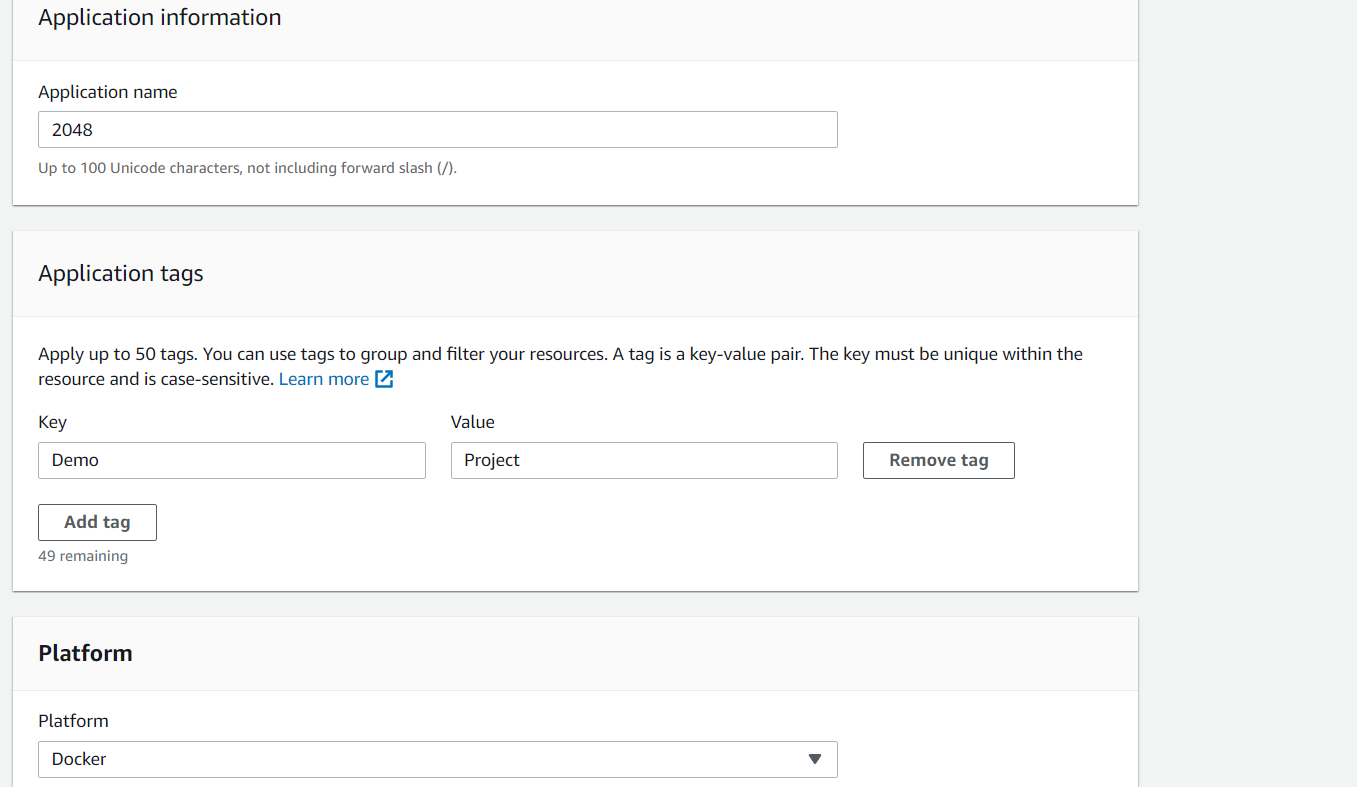 Application information
Application name
2048
Up to 100 Unicode characters, not including forward slash (/).
Application tags
Apply up to 50 tags. You can use tags to group and filter your resources. A tag is a key-value pair. The key must be unique within the
resource and is case-sensitive. Learn more
Key Value
Demo Project Remove tag
Add tag
49 remaining
Platform
Platform
Docker